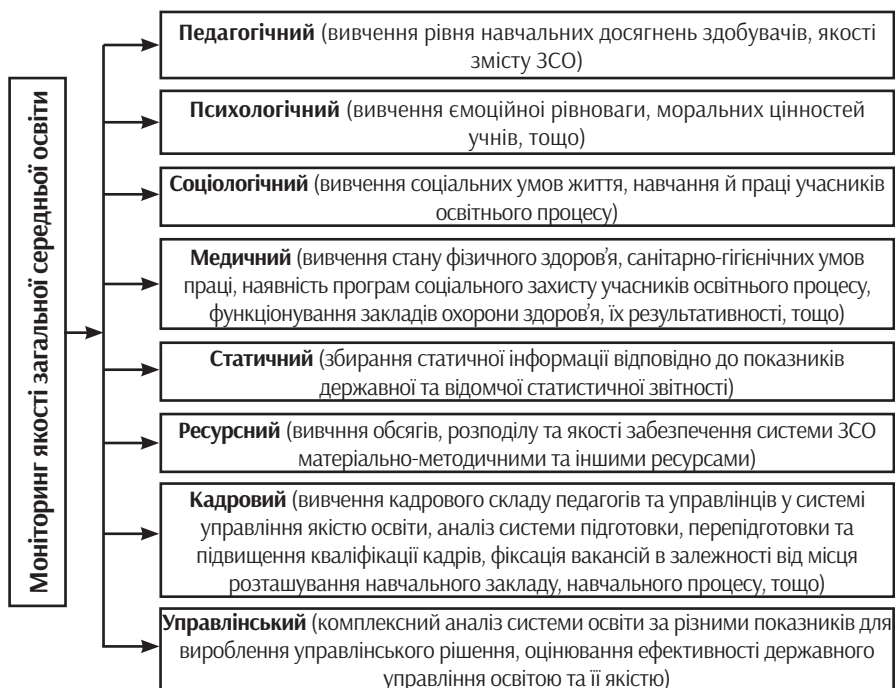 Моніторинг якості загальної середньої освіти
Педагогічний (вивчення рівня навчальних досягнень здобувачів, якості
змісту ЗСО)
Психологічний (вивчення ємоційноі рівноваги, моральних цінностей
учнів, тощо)
Соціологічний (вивчення соціальних умов життя, навчання й праці учасників
освітнього процесу)
Медичний (вивчення стану фізичного здоров’я, санітарно-гігієнічних умов
праці, наявність програм соціального захисту учасників освітнього процесу,
функціонування закладів охорони здоров’я, їх результативності, тощо)
Статичний (збирання статичної інформації відповідно до показників
державної та відомчої статистичної звітності)
Ресурсний (вивчння обсягів, розподілу та якості забезпечення системи ЗСО
матеріально-методичними та іншими ресурсами)
Кадровий (вивчення кадрового складу педагогів та управлінців у системі
управління якістю освіти, аналіз системи підготовки, перепідготовки та
підвищення кваліфікації кадрів, фіксація вакансій в залежності від місця
розташування навчального закладу, навчального процесу, тощо)
Управлінський (комплексний аналіз системи освіти за різними показників для
вироблення управлінського рішення, оцінювання ефективності державного
управління освітою та її якістю)